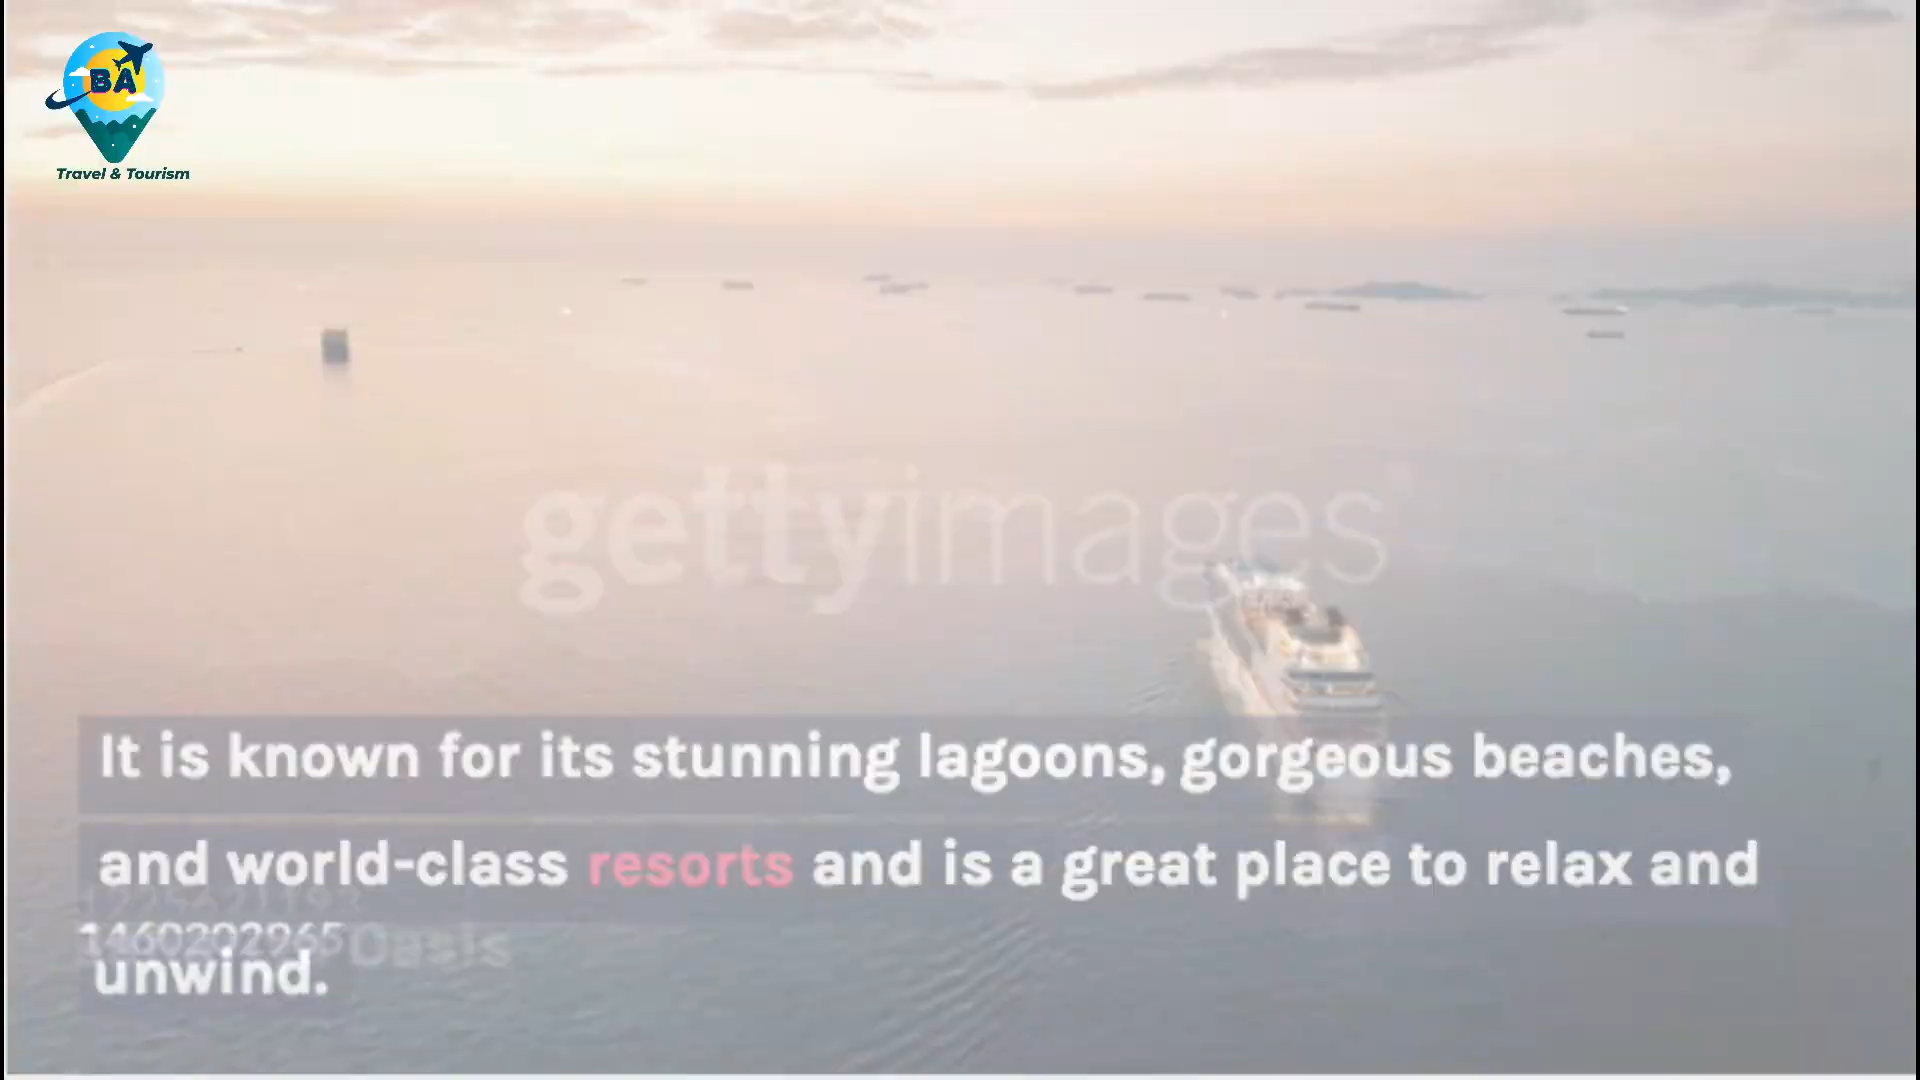 BA
Travel & Tourism
gettyimages
It is known for its stunning lagoons, gorgeous beaches,
and world-class resorts and is a great place to relax and
1460202965
Oasis
unwind.